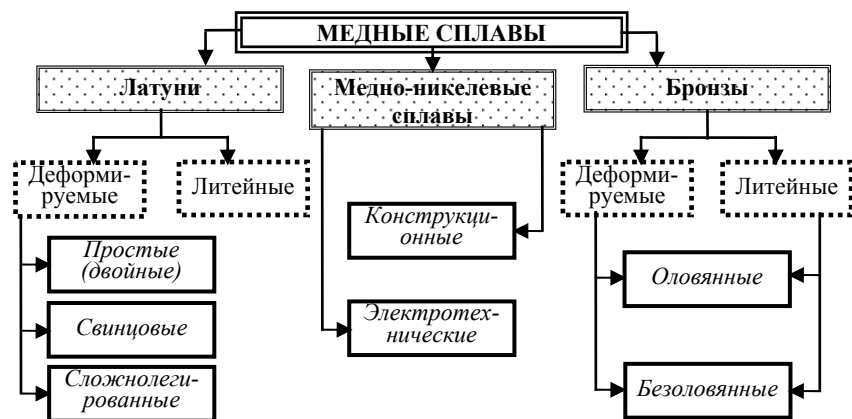 МЕДНЫЕ СПЛАВЫ
Латуни
Медно-никелевые
сплавы
Бронзы
Деформи-
руемые
Литейные
Деформи-
руемые
Литейные
Конструкци-
онные
Простые
(двойные)
Оловянные
Свинцовые
Электротех-
нические
Сложнолеги-
рованные
Безоловянные